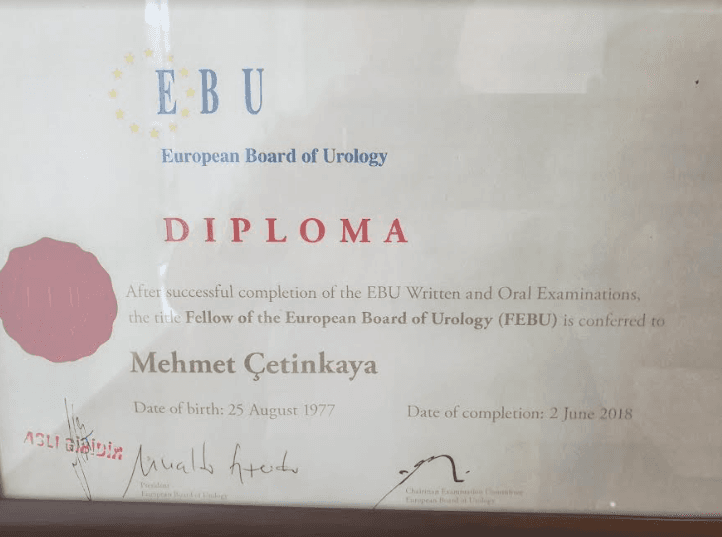 EBU
European Board of Urology
DIPLOMA
EBU
After successful completion of the EBU Written and Oral Examinations,
the title Fellow of the European Board of Urology (FEBU) is conferred to
Mehmet Çetinkaya
Date of birth: 25 August 1977
Date of completion: 2 June 2018
ASLI GİBİDİR
President
European Board of Urology
Chairman Examination Committee
European Board of Urology